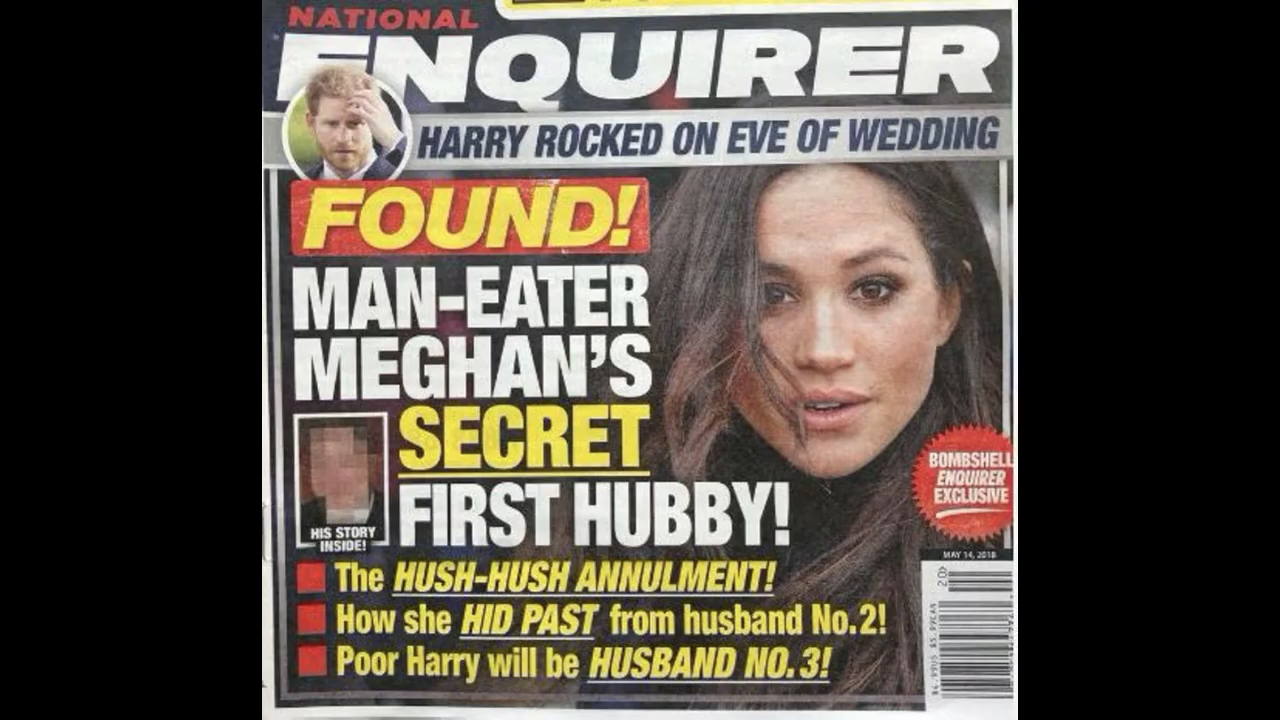 NATIONAL
ENQUIRER
HARRY ROCKED ON EVE OF WEDDING
FOUND!
MAN-EATER
MEGHAN'S
SECRET
FIRST HUBBY!
HIS STORY
INSIDE!
BOMBSHELL
ENQUIRER
EXCLUSIVE
MAY 14, 2018
The HUSH-HUSH ANNULMENT!
How she HID PAST from husband No.2!
Poor Harry will be HUSBAND NO.3!
20